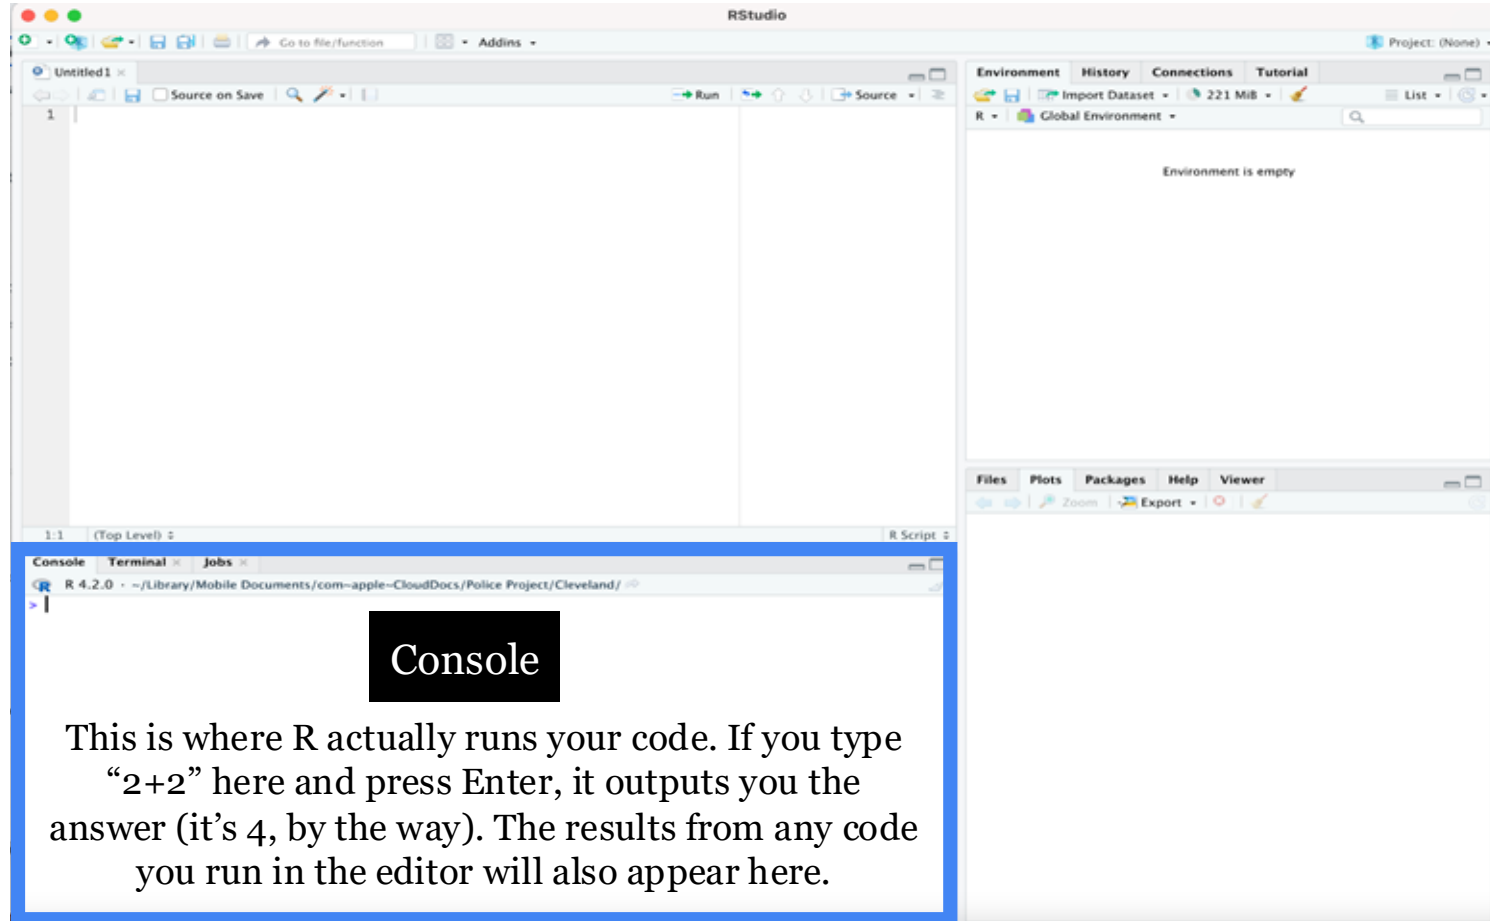 RStudio
Go to file/function
Addins
Project: (None)
Untitled1
Source on Save
Run
Source
1
1:1 (Top Level)
R Script
Environment History Connections Tutorial
Import Dataset
221 MiB
List
R
Global Environment
Environment is empty
Files Plots Packages Help Viewer
Zoom
Export
Console Terminal Jobs
R 4.2.0 · ~/Library/Mobile Documents/com~apple~CloudDocs/Police Project/Cleveland/
>
Console
This is where R actually runs your code. If you type
“2+2” here and press Enter, it outputs you the
answer (it’s 4, by the way). The results from any code
you run in the editor will also appear here.